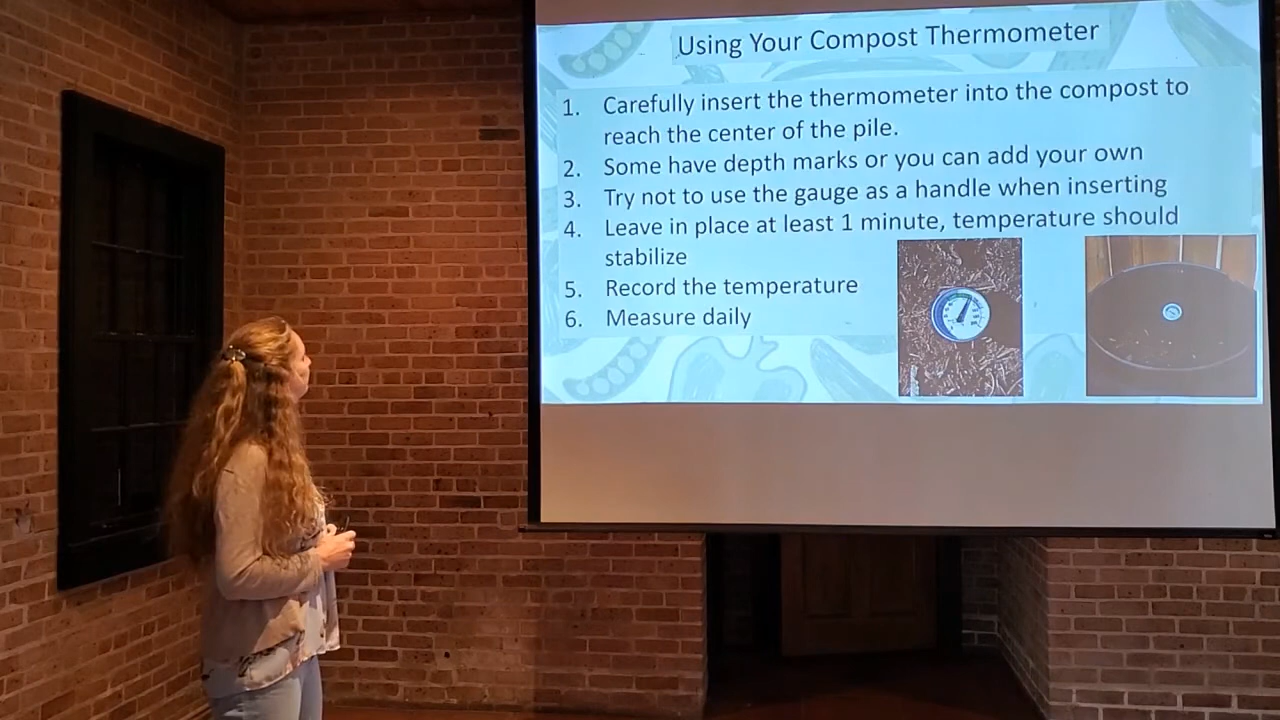 Using Your Compost Thermometer
1. Carefully insert the thermometer into the compost to
reach the center of the pile.
2. Some have depth marks or you can add your own
3. Try not to use the gauge as a handle when inserting
4. Leave in place at least 1 minute, temperature should
stabilize
5. Record the temperature
6. Measure daily